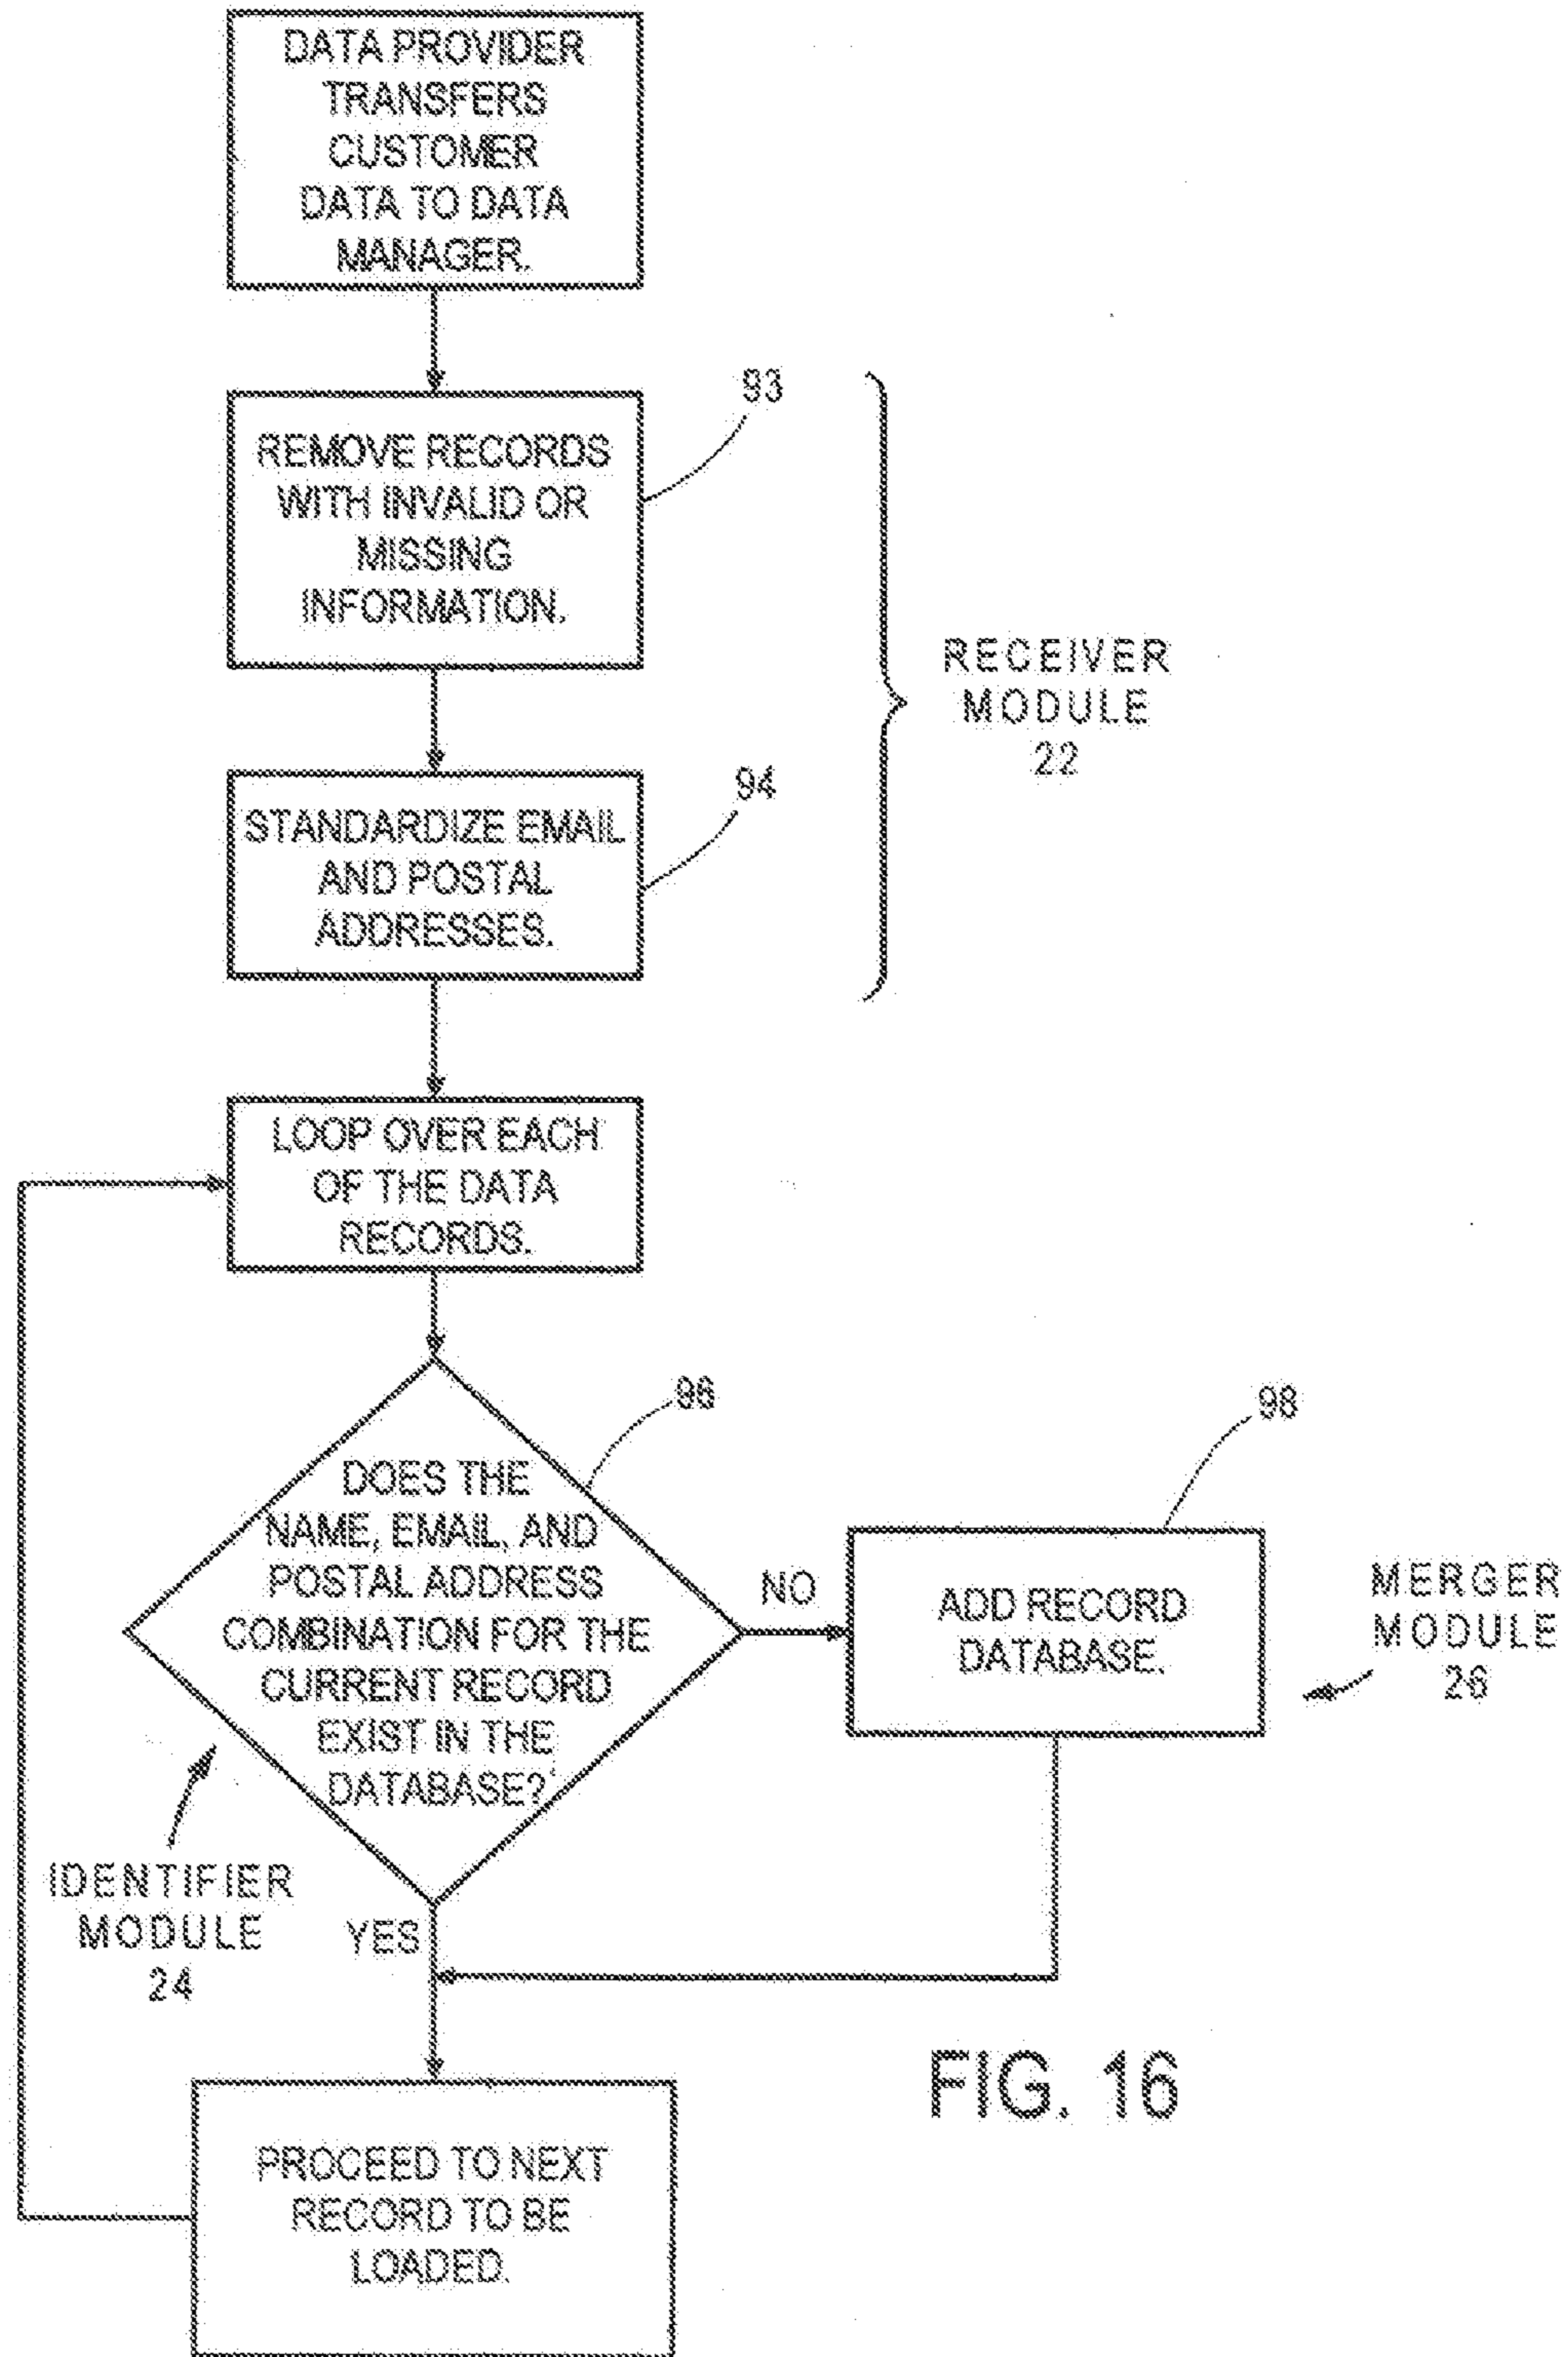 DATA PROVIDER
TRANSFERS
CUSTOMER
DATA TO DATA
MANAGER.
93
REMOVE RECORDS
WITH INVALID OR
MISSING
INFORMATION.
RECEIVER
MODULE
22
94
STANDARDIZE EMAIL
AND POSTAL
ADDRESSES.
LOOP OVER EACH
OF THE DATA
RECORDS.
96
98
DOES THE
NAME, EMAIL, AND
POSTAL ADDRESS
COMBINATION FOR THE
CURRENT RECORD
EXIST IN THE
DATABASE?
NO
ADD RECORD
DATABASE.
MERGER
MODULE
26
IDENTIFIER
MODULE
24
YES
PROCEED TO NEXT
RECORD TO BE
LOADED.
FIG. 16